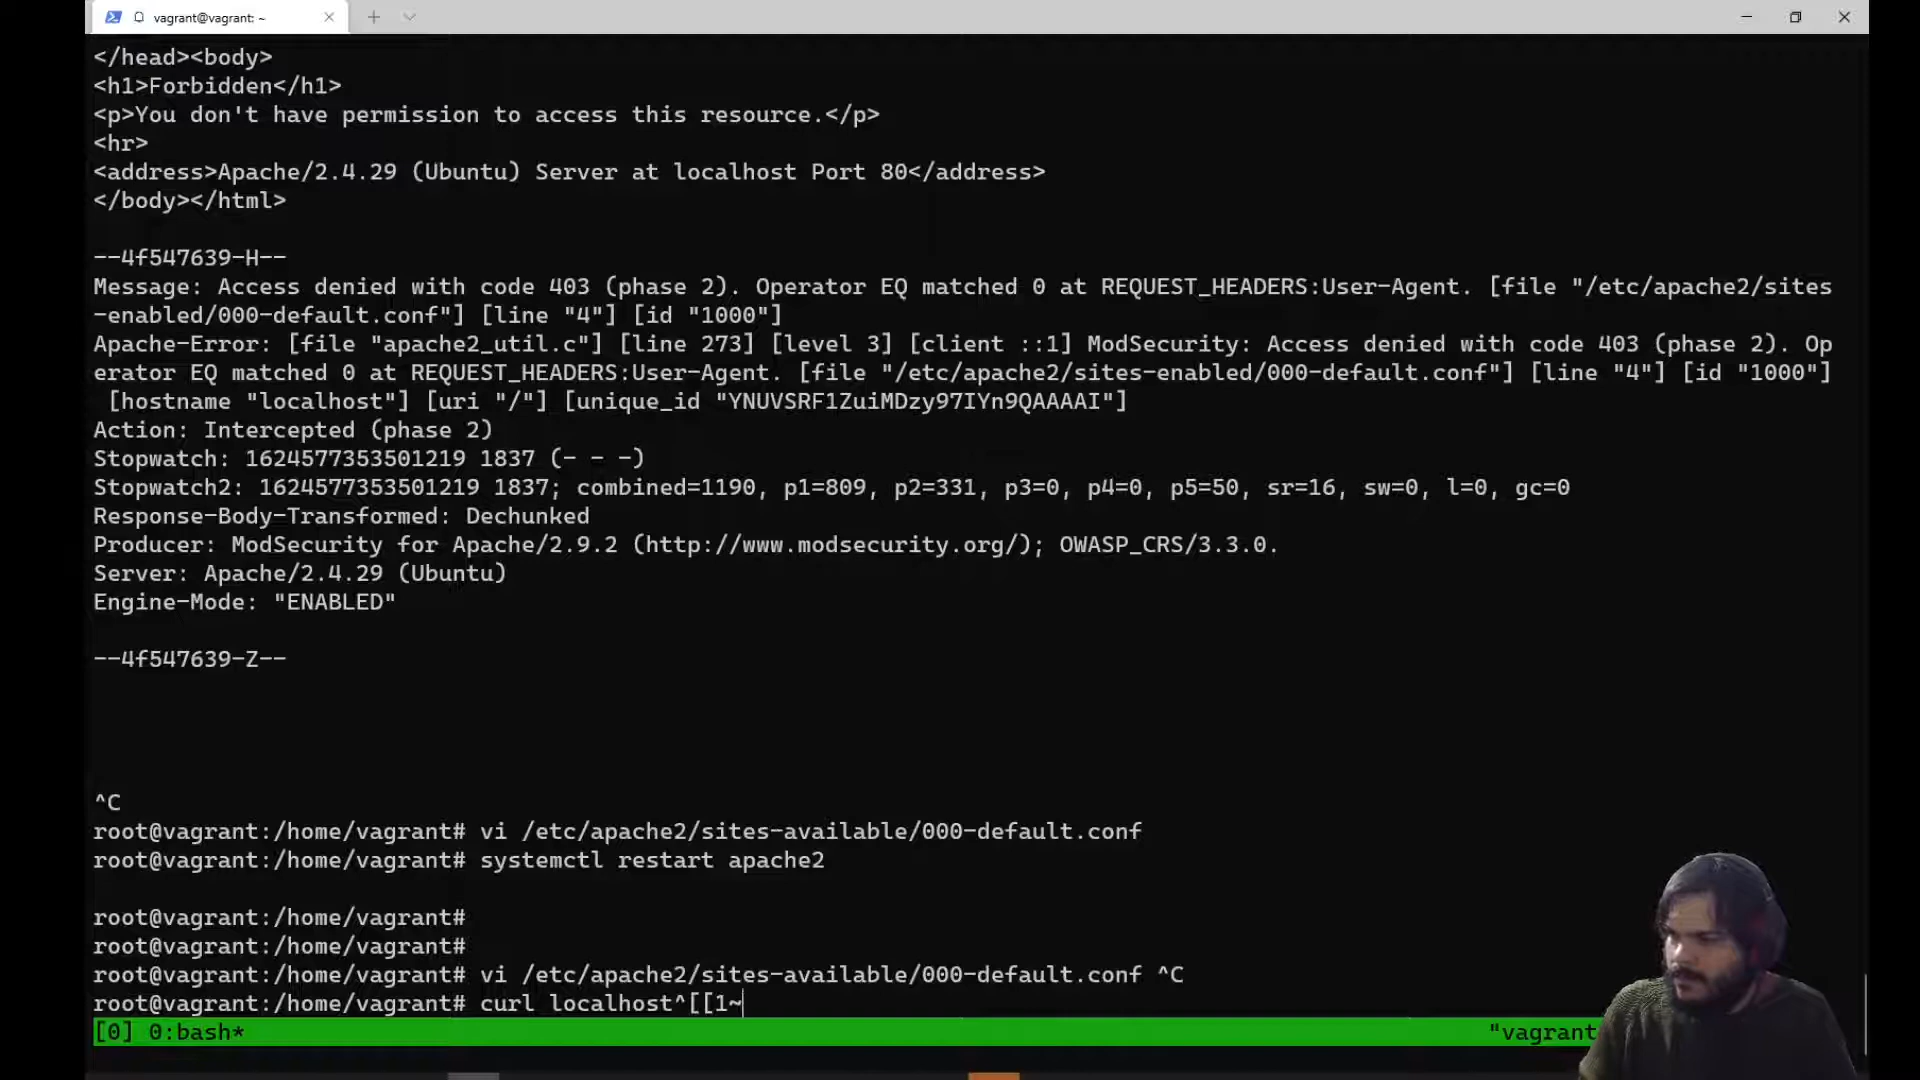 vagrant@vagrant: ~
</head><body>
<h1>Forbidden</h1>
<p>You don't have permission to access this resource.</p>
<hr>
<address>Apache/2.4.29 (Ubuntu) Server at localhost Port 80</address>
</body></html>
--4f547639-H--
Message: Access denied with code 403 (phase 2). Operator EQ matched 0 at REQUEST_HEADERS:User-Agent. [file "/etc/apache2/sites
-enabled/000-default.conf"] [line "4"] [id "1000"]
Apache-Error: [file "apache2_util.c"] [line 273] [level 3] [client ::1] ModSecurity: Access denied with code 403 (phase 2). Op
erator EQ matched 0 at REQUEST_HEADERS:User-Agent. [file "/etc/apache2/sites-enabled/000-default.conf"] [line "4"] [id "1000"]
[hostname "localhost"] [uri "/"] [unique_id "YNUVSRF1ZuiMDzy97IYn9QAAAAI"]
Action: Intercepted (phase 2)
Stopwatch: 1624577353501219 1837 (- - -)
Stopwatch2: 1624577353501219 1837; combined=1190, p1=809, p2=331, p3=0, p4=0, p5=50, sr=16, sw=0, l=0, gc=0
Response-Body-Transformed: Dechunked
Producer: ModSecurity for Apache/2.9.2 (http://www.modsecurity.org/); OWASP_CRS/3.3.0.
Server: Apache/2.4.29 (Ubuntu)
Engine-Mode: "ENABLED"
--4f547639-Z--
^C
root@vagrant:/home/vagrant# vi /etc/apache2/sites-available/000-default.conf
root@vagrant:/home/vagrant# systemctl restart apache2
root@vagrant:/home/vagrant#
root@vagrant:/home/vagrant#
root@vagrant:/home/vagrant# vi /etc/apache2/sites-available/000-default.conf ^C
root@vagrant:/home/vagrant# curl localhost^[[1~
[0] 0:bash* "vagrant